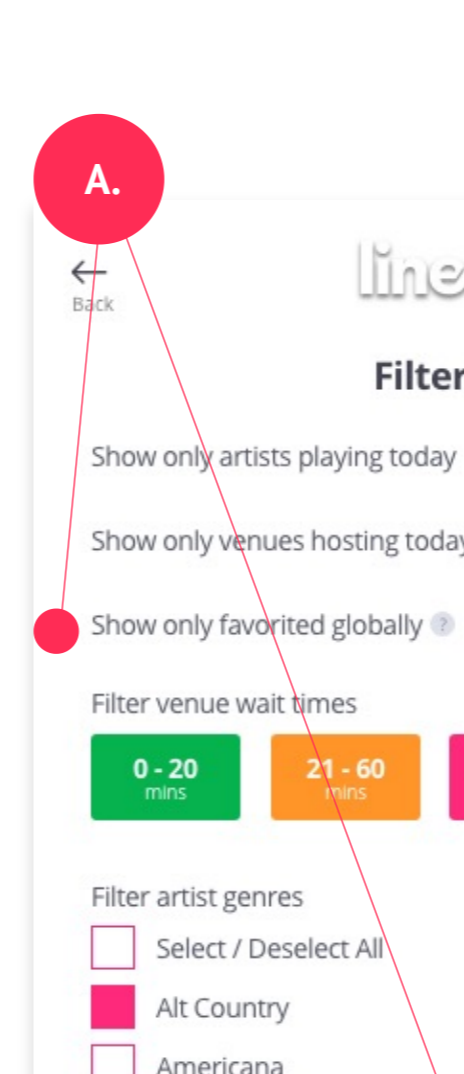 A.
Back
line
Filter
Show only artists playing today
Show only venues hosting today
Show only favorited globally ?
Filter venue wait times
0 - 20
mins
21 - 60
mins
Filter artist genres
Select / Deselect All
Alt Country
Americana